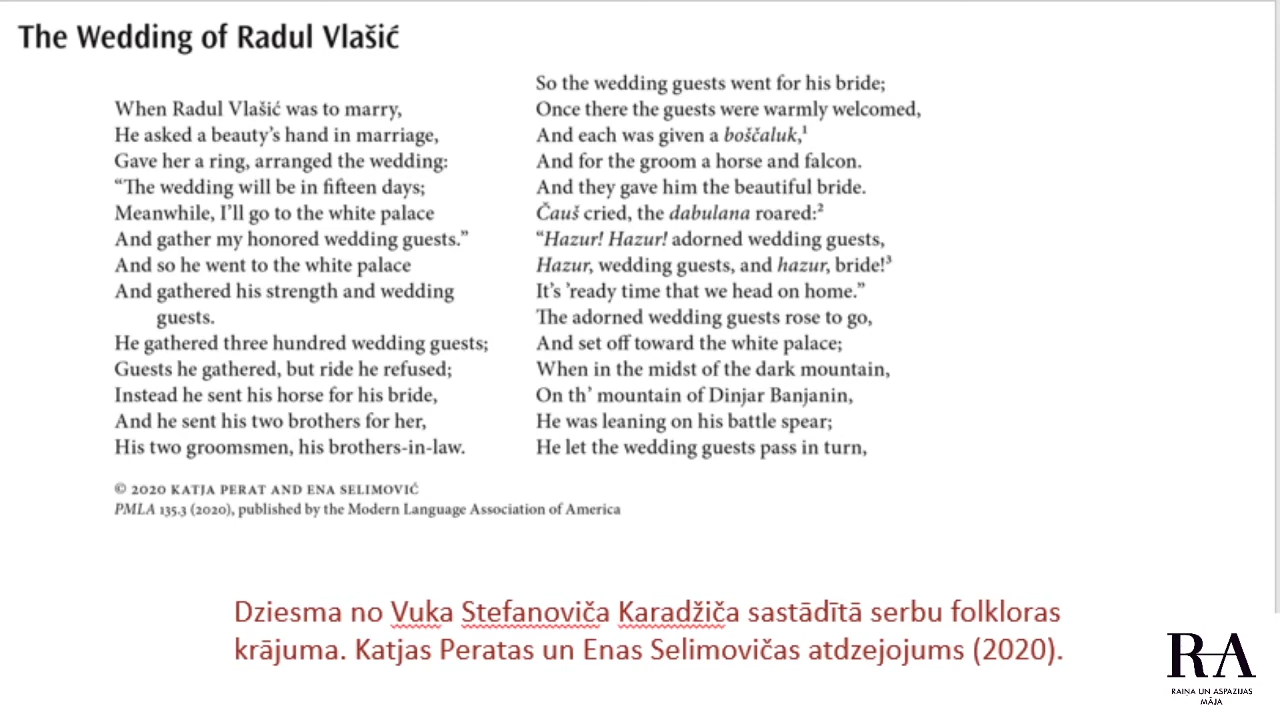 The Wedding of Radul Vlašić
When Radul Vlašić was to marry,
He asked a beauty’s hand in marriage,
Gave her a ring, arranged the wedding:
“The wedding will be in fifteen days;
Meanwhile, I’ll go to the white palace
And gather my honored wedding guests.”
And so he went to the white palace
And gathered his strength and wedding
guests.
He gathered three hundred wedding guests;
Guests he gathered, but ride he refused;
Instead he sent his horse for his bride,
And he sent his two brothers for her,
His two groomsmen, his brothers-in-law.
So the wedding guests went for his bride;
Once there the guests were warmly welcomed,
And each was given a boščaluk,¹
And for the groom a horse and falcon.
And they gave him the beautiful bride.
Čauš cried, the dabulana roared:²
“Hazur! Hazur! adorned wedding guests,
Hazur, wedding guests, and hazur, bride!³
It’s ’ready time that we head on home.”
The adorned wedding guests rose to go,
And set off toward the white palace;
When in the midst of the dark mountain,
On th’ mountain of Dinjar Banjanin,
He was leaning on his battle spear;
He let the wedding guests pass in turn,
© 2020 KATJA PERAT AND ENA SELIMOVIĆ
PMLA 135.3 (2020), published by the Modern Language Association of America
Dziesma no Vuka Stefanoviča Karadžiča sastādītā serbu folkloras
krājuma. Katjas Peratas un Enas Selimovičas atdzejojums (2020).
RA
RAIŅA UN ASPAZIJAS
MĀJA